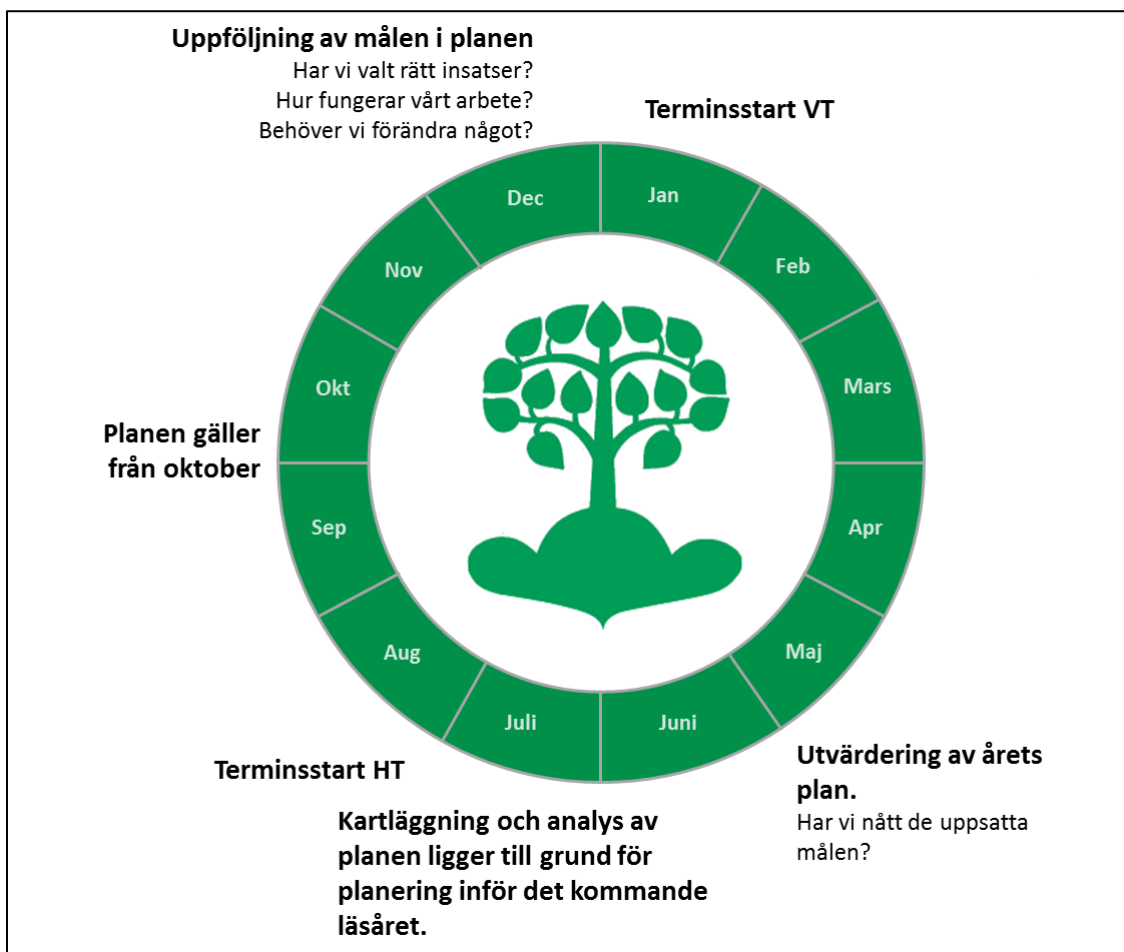 Uppföljning av målen i planen
Har vi valt rätt insatser?
Hur fungerar vårt arbete?
Behöver vi förändra något?
Terminsstart VT
Dec
Jan
Nov
Feb
Okt
Mars
Planen gäller
från oktober
Sep
Apr
Aug
Maj
Juli
Juni
Terminsstart HT
Utvärdering av årets
plan.
Har vi nått de uppsatta
målen?
Kartläggning och analys av
planen ligger till grund för
planering inför det kommande
läsåret.